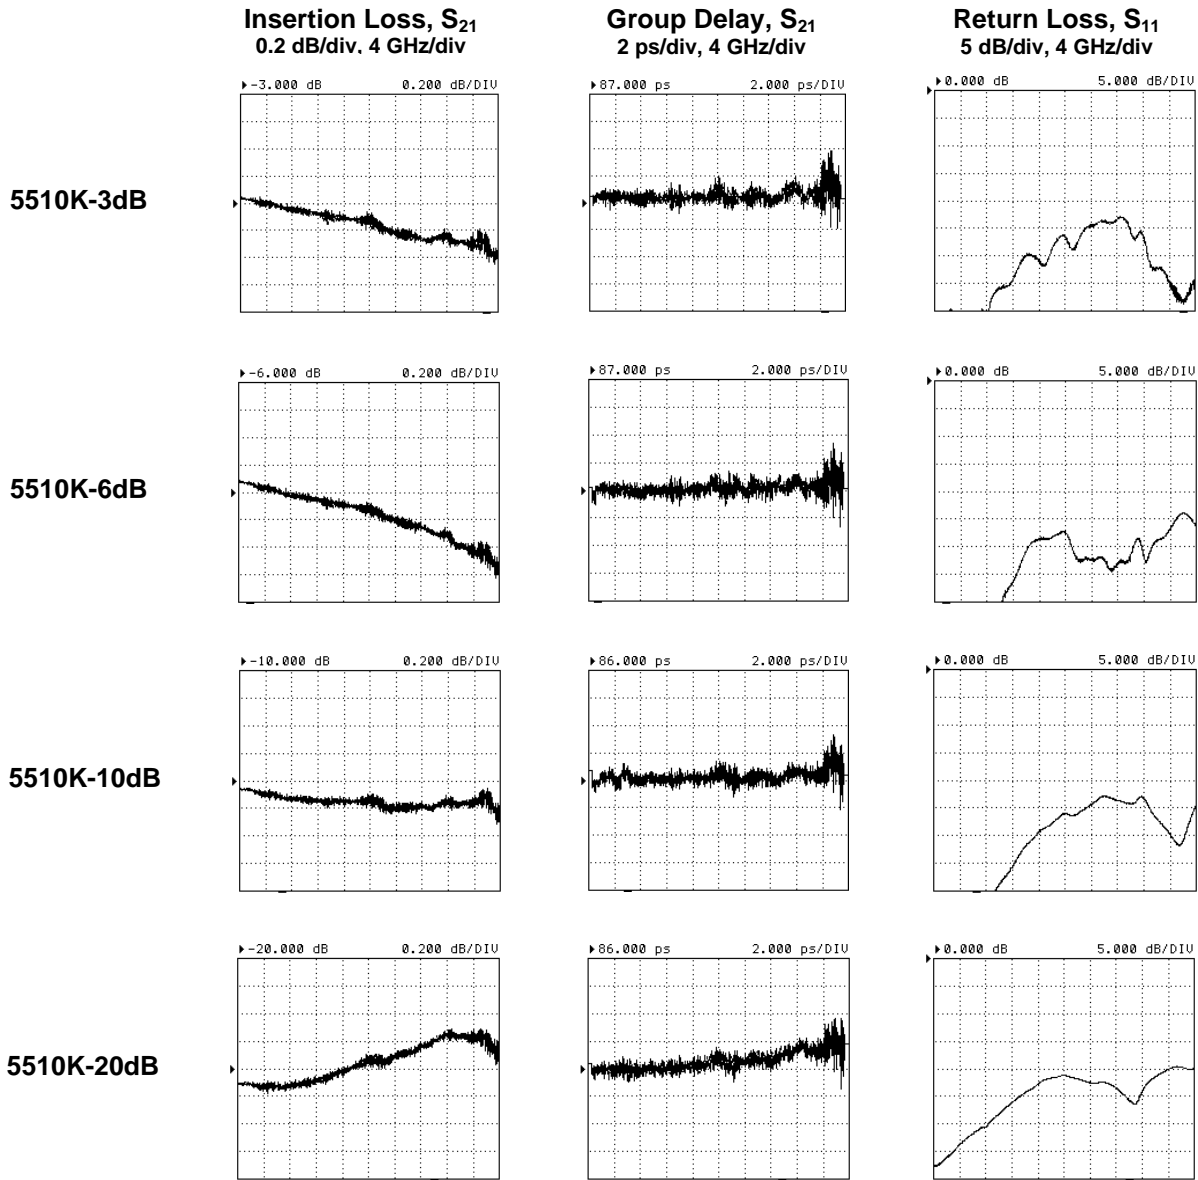 Insertion Loss, S21
0.2 dB/div, 4 GHz/div
Group Delay, S21
2 ps/div, 4 GHz/div
Return Loss, S11
5 dB/div, 4 GHz/div
5510K-3dB
-3.000 dB 0.200 dB/DIV
87.000 ps 2.000 ps/DIV
0.000 dB 5.000 dB/DIV
5510K-6dB
-6.000 dB 0.200 dB/DIV
87.000 ps 2.000 ps/DIV
0.000 dB 5.000 dB/DIV
5510K-10dB
-10.000 dB 0.200 dB/DIV
86.000 ps 2.000 ps/DIV
0.000 dB 5.000 dB/DIV
5510K-20dB
-20.000 dB 0.200 dB/DIV
86.000 ps 2.000 ps/DIV
0.000 dB 5.000 dB/DIV